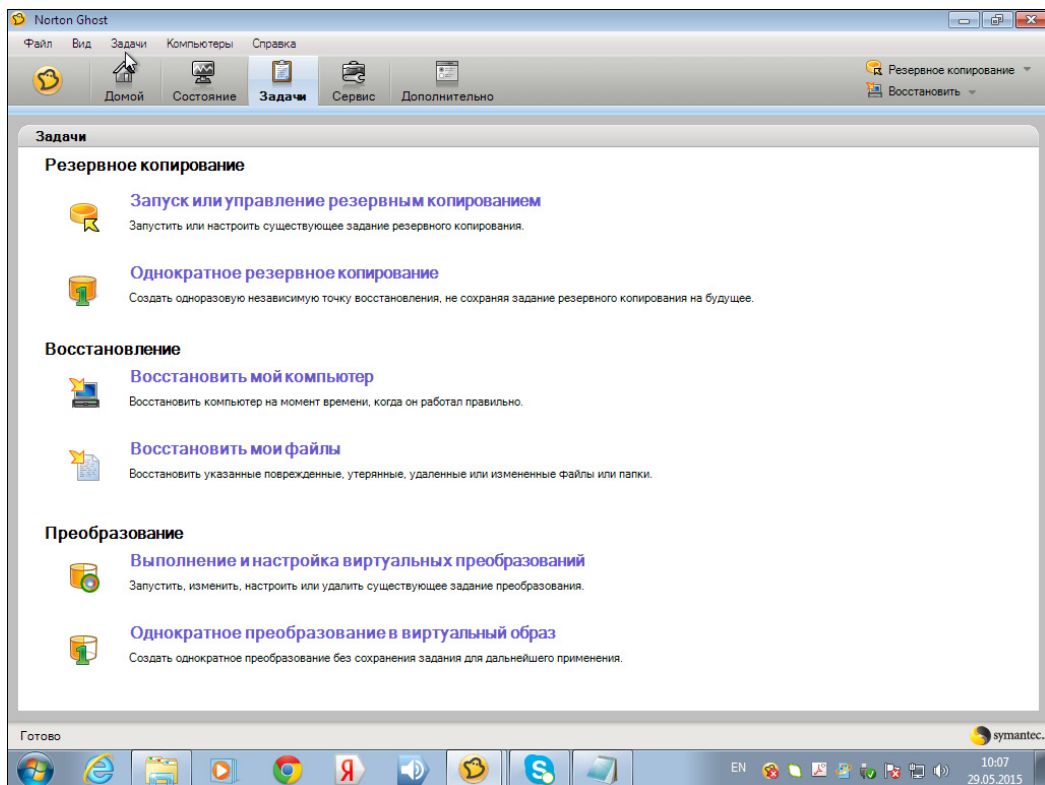 Norton Ghost
Файл Вид Задачи Компьютеры Справка
Домой Состояние Задачи Сервис Дополнительно
Резервное копирование
Восстановить
Задачи
Резервное копирование
Запуск или управление резервным копированием
Запустить или настроить существующее задание резервного копирования.
Однократное резервное копирование
Создать одноразовую независимую точку восстановления, не сохраняя задание резервного копирования на будущее.
Восстановление
Восстановить мой компьютер
Восстановить компьютер на момент времени, когда он работал правильно.
Восстановить мои файлы
Восстановить указанные поврежденные, утерянные, удаленные или измененные файлы или папки.
Преобразование
Выполнение и настройка виртуальных преобразований
Запустить, изменить, настроить или удалить существующее задание преобразования.
Однократное преобразование в виртуальный образ
Создать однократное преобразование без сохранения задания для дальнейшего применения.
Готово
symantec.
Я
EN
10:07
29.05.2015